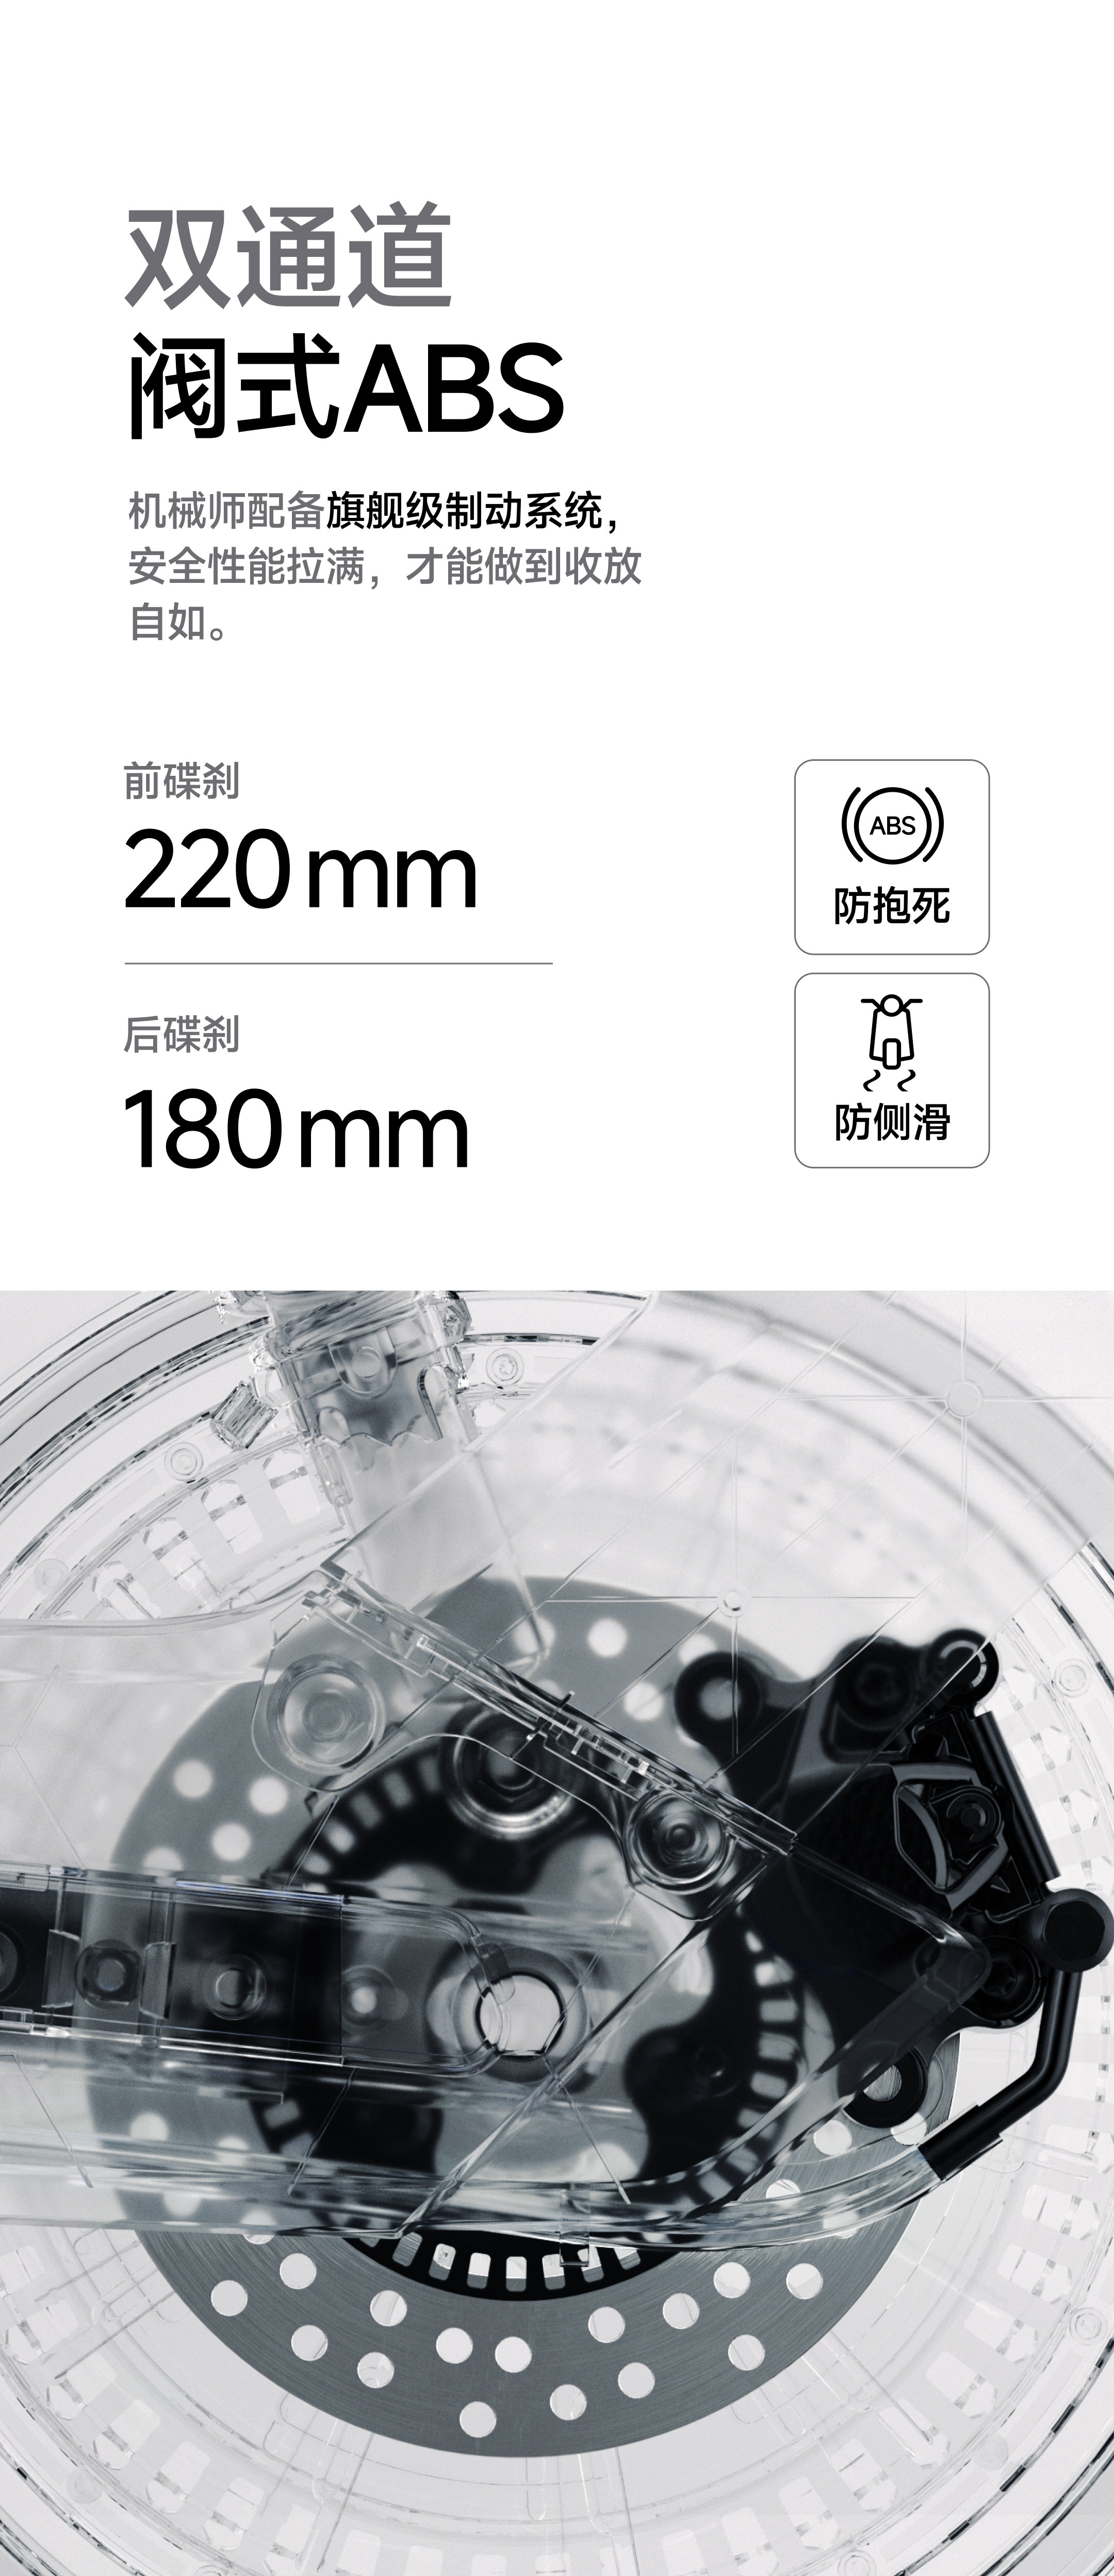 双通道
阀式ABS
机械师配备旗舰级制动系统，
安全性能拉满，才能做到收放
自如。
前碟刹
220mm
后碟刹
180mm
ABS
防抱死
防侧滑